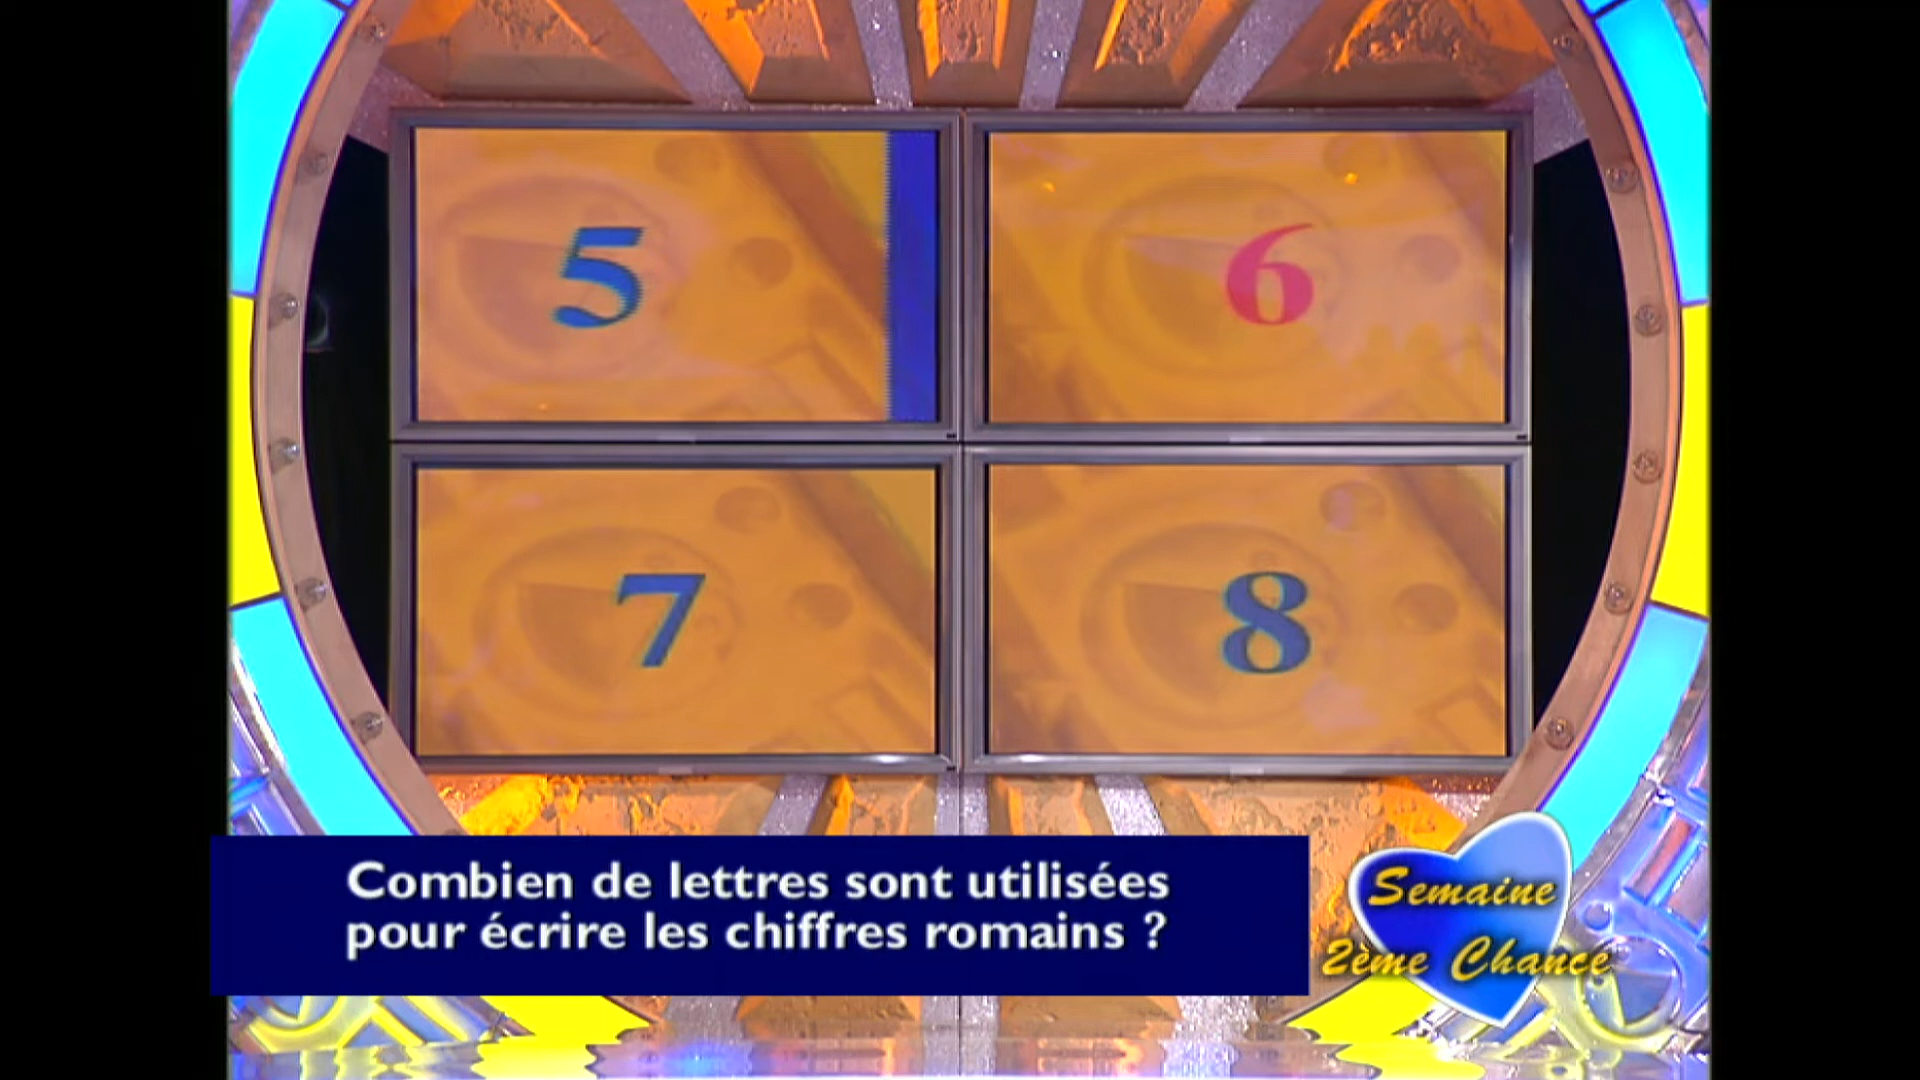 5
6
7
8
Combien de lettres sont utilisées
pour écrire les chiffres romains ?
Semaine
2ème Chance